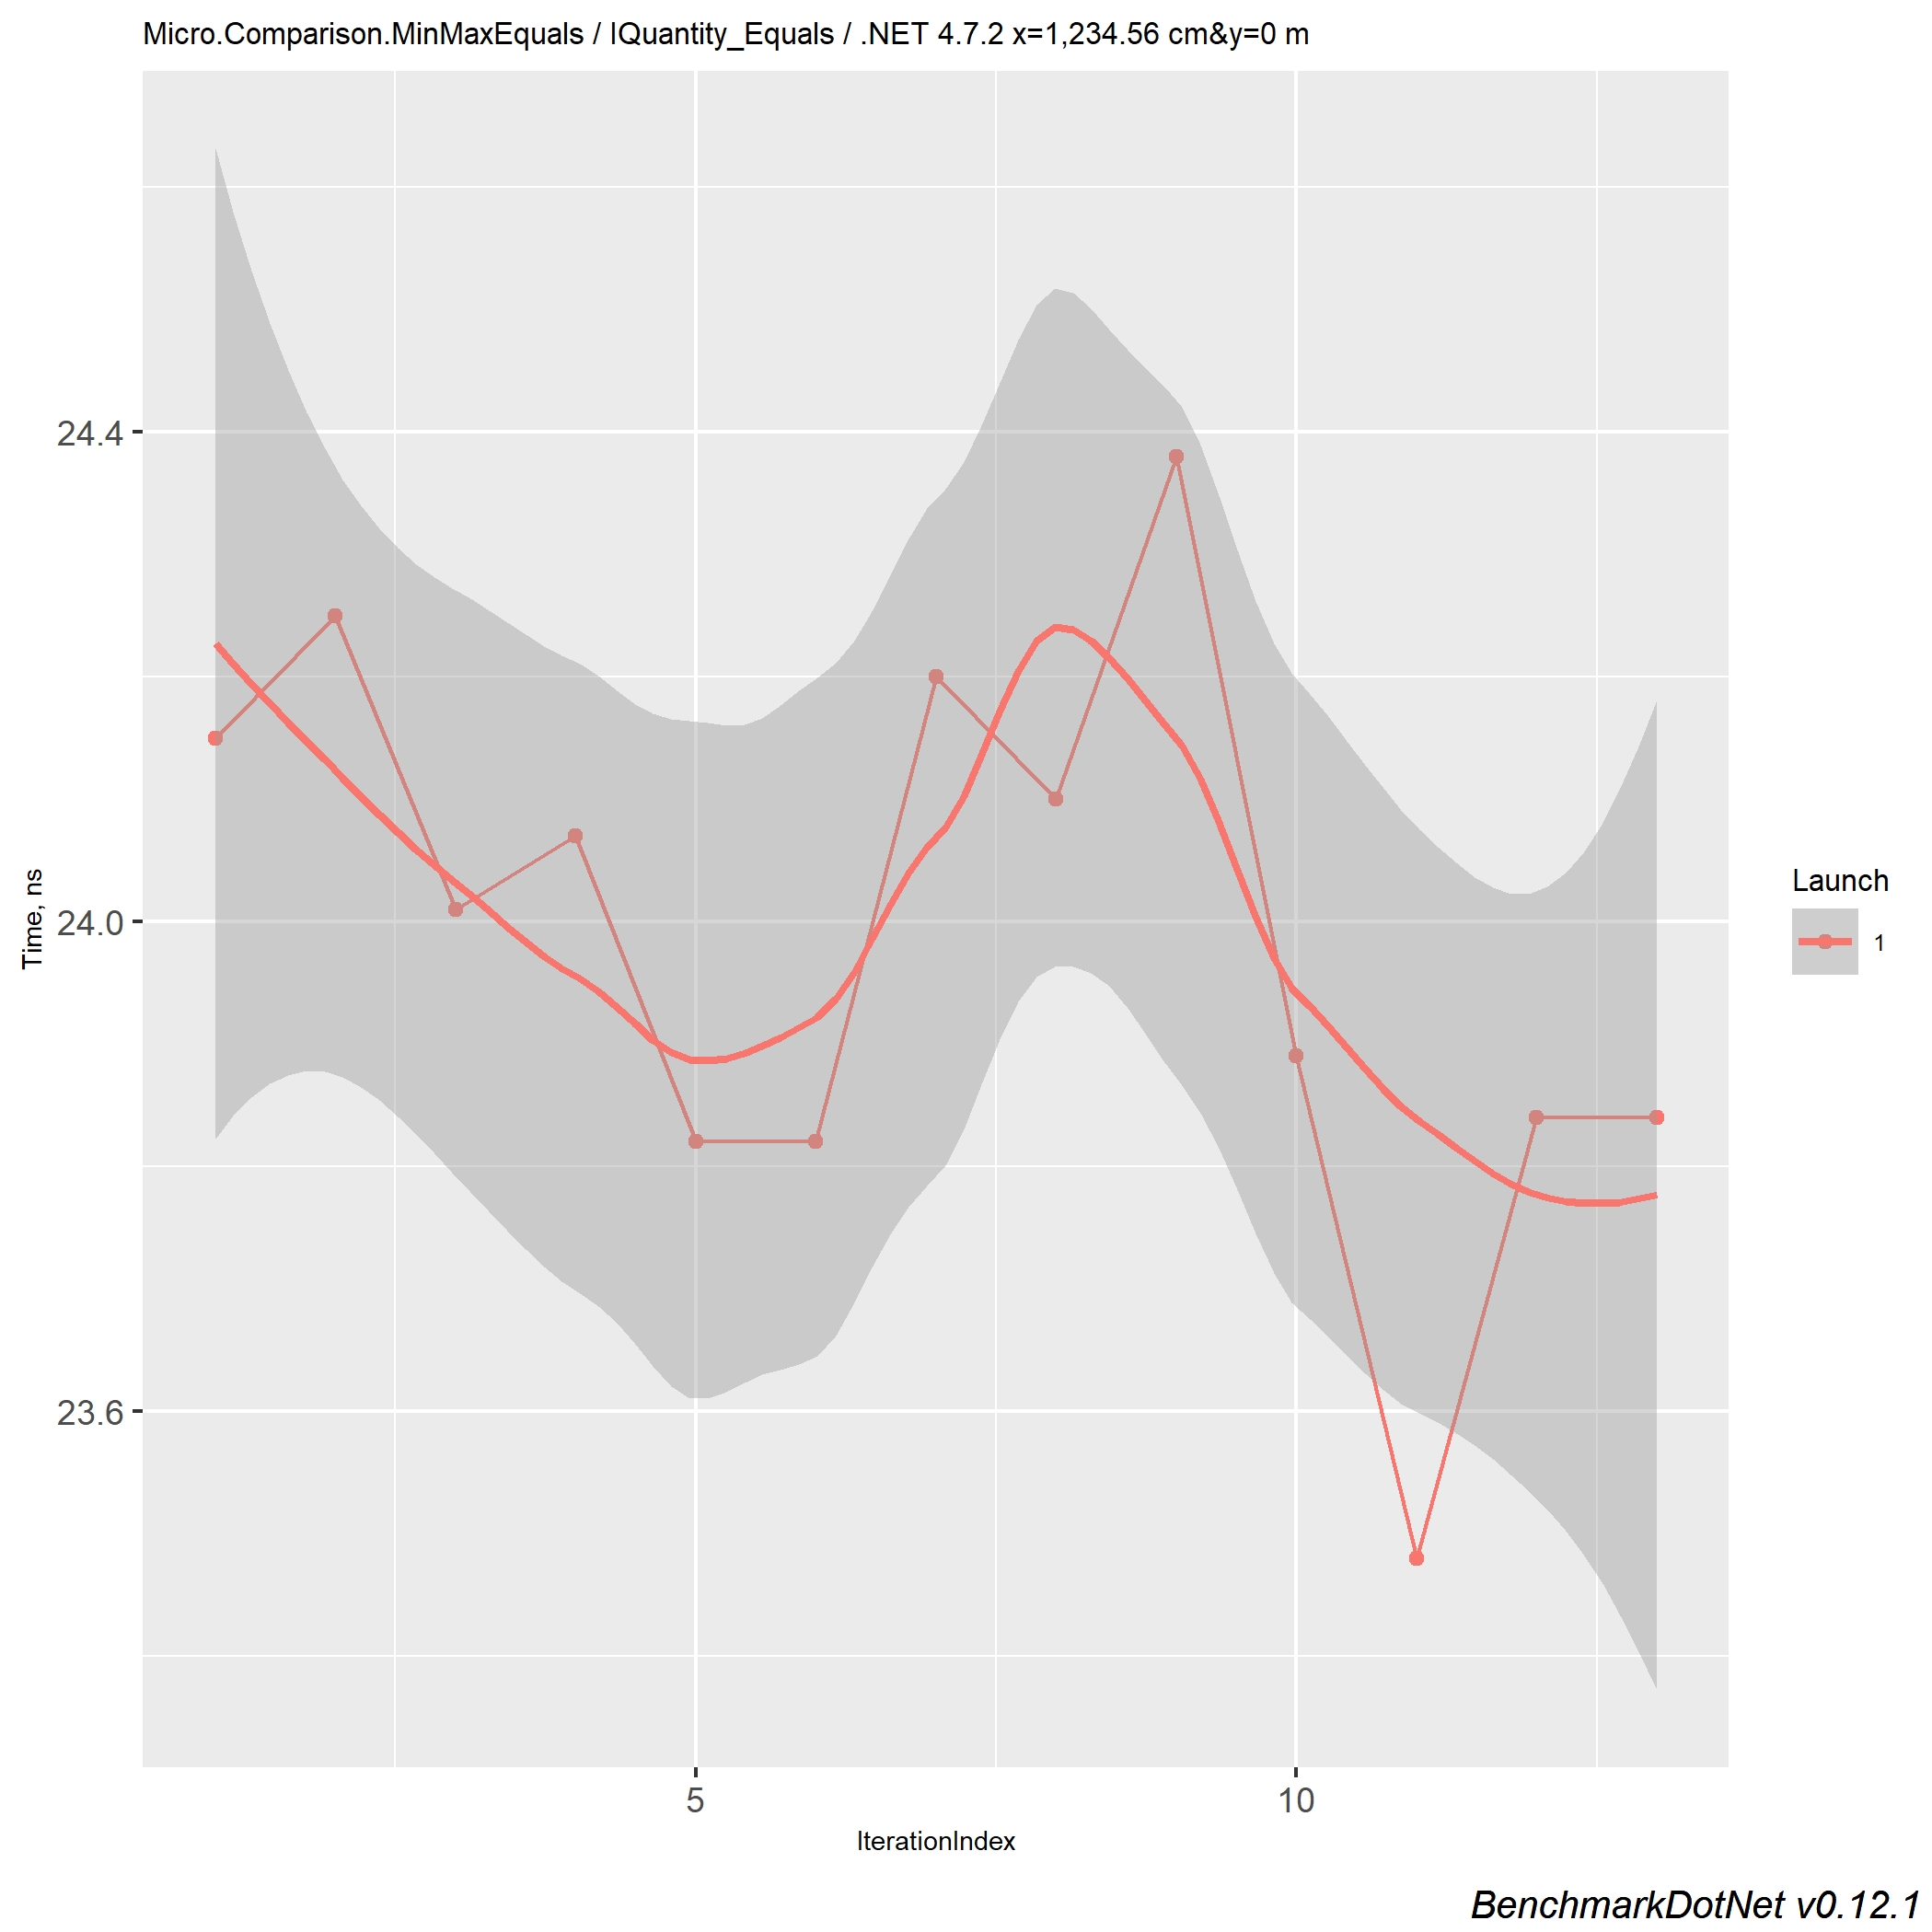 Micro.Comparison.MinMaxEquals / IQuantity_Equals / .NET 4.7.2 x=1,234.56 cm&y=0 m
24.4
24.0
23.6
Time, ns
5
10
IterationIndex
Launch
1
BenchmarkDotNet v0.12.1